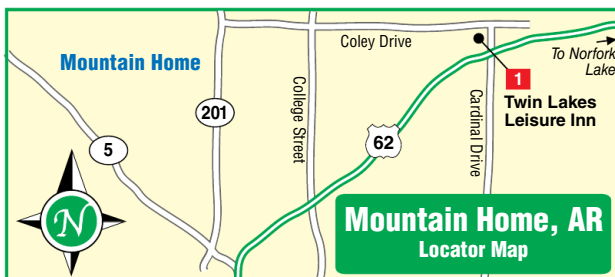 Coley Drive
To Norfork
Lake
Mountain Home
1
Twin Lakes
Leisure Inn
201
College Street
Cardinal Drive
62
5
N
Mountain Home, AR
Locator Map